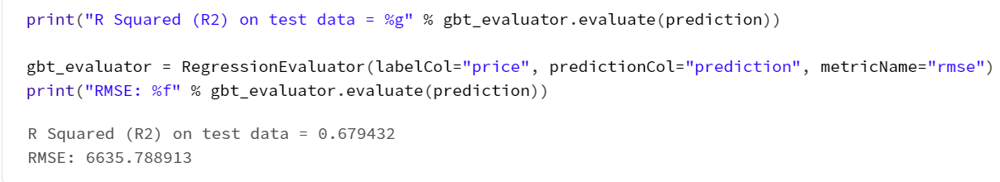 print("R Squared (R2) on test data = %g" % gbt_evaluator.evaluate(prediction))
gbt_evaluator = RegressionEvaluator(labelCol="price", predictionCol="prediction", metricName="rmse")
print("RMSE: %f" % gbt_evaluator.evaluate(prediction))
R Squared (R2) on test data = 0.679432
RMSE: 6635.788913